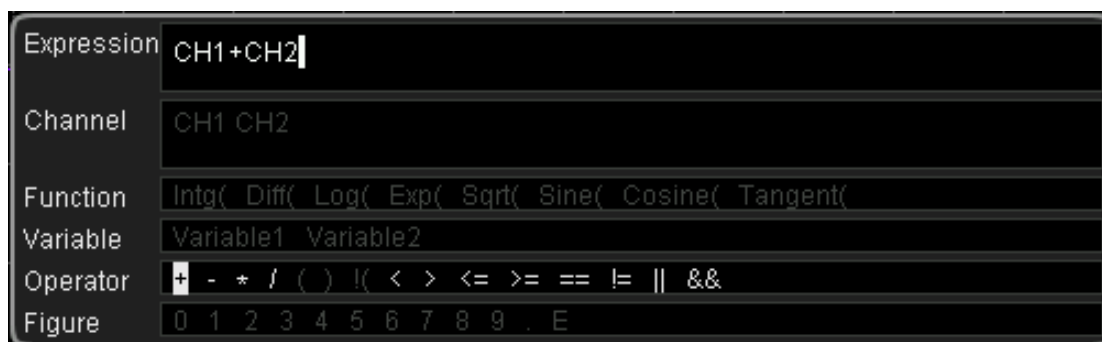 Expression CH1+CH2
Channel CH1 CH2
Function Intg( Diff( Log( Exp( Sqrt( Sine( Cosine( Tangent(
Variable Variable1 Variable2
Operator + - * / ( ) !( < > <= >= == != || &&
Figure 0 1 2 3 4 5 6 7 8 9 . E